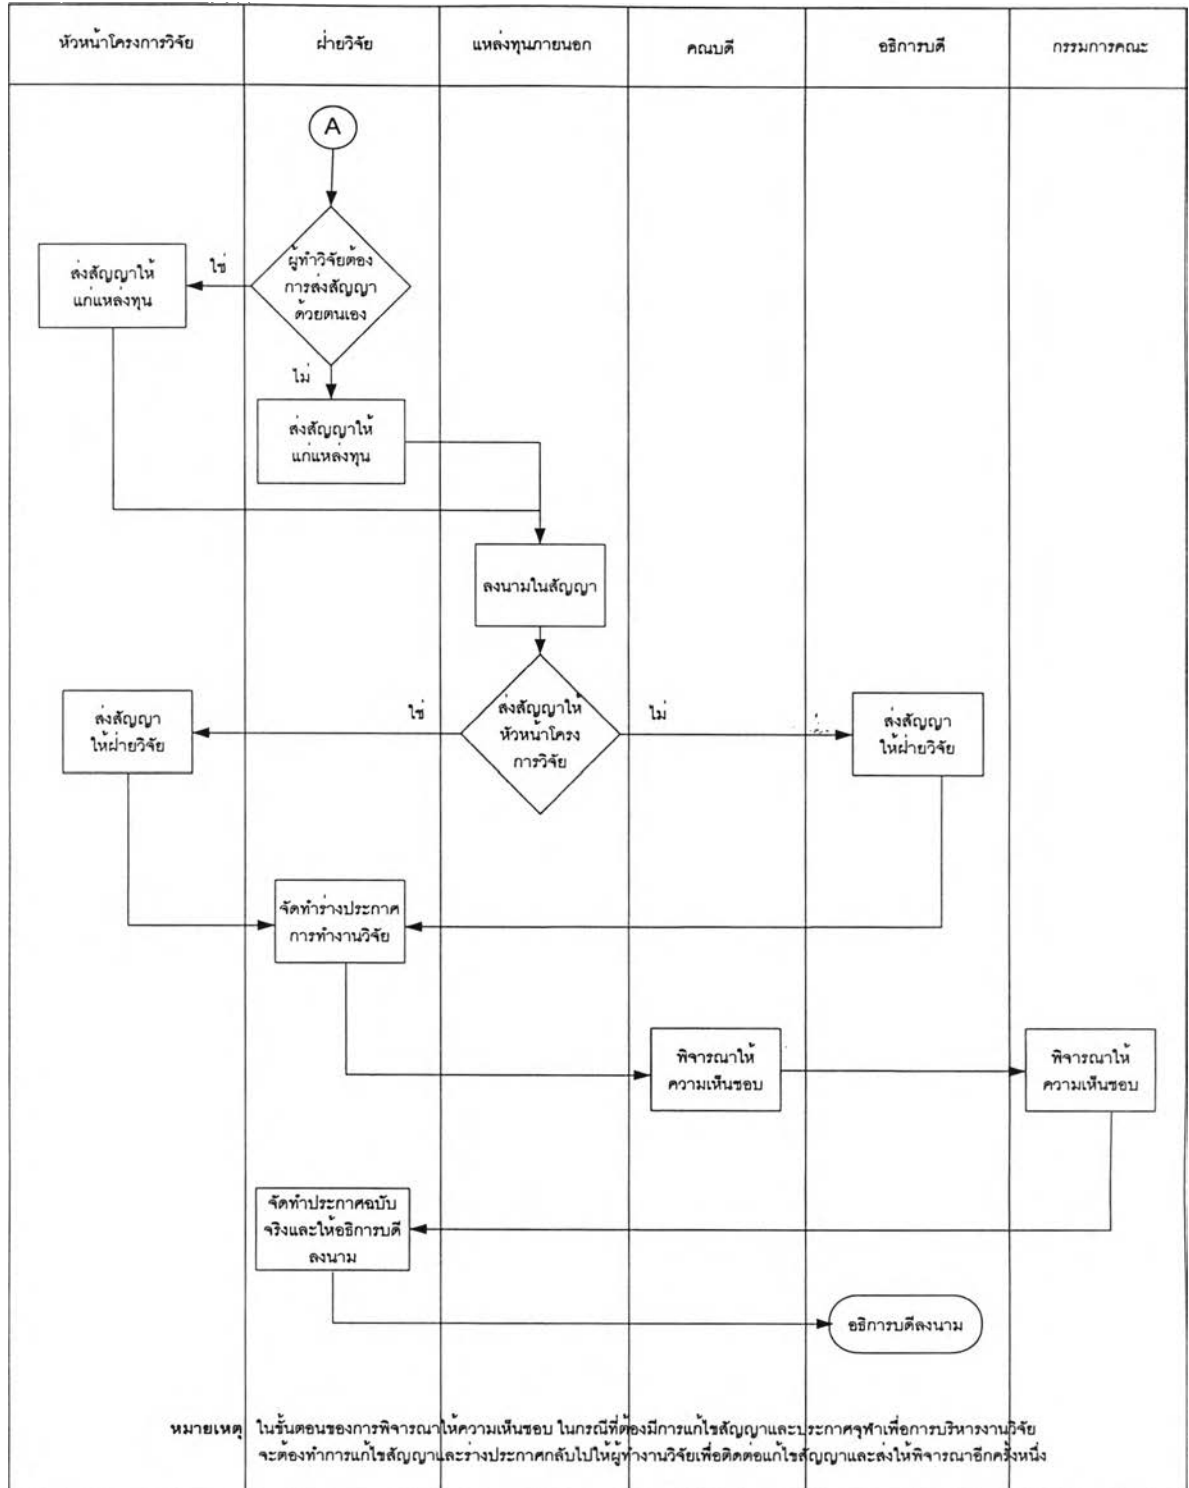 หัวหน้าโครงการวิจัย
ฝ่ายวิจัย
แหล่งทุนภายนอก
คณบดี
อธิการบดี
กรรมการคณะ
A
ผู้ทำวิจัยต้อง
การส่งสัญญา
ด้วยตนเอง
ใช่
ส่งสัญญาให้
แก่แหล่งทุน
ไม่
ส่งสัญญาให้
แก่แหล่งทุน
ลงนามในสัญญา
ส่งสัญญาให้
หัวหน้าโครง
การวิจัย
ใช่
ไม่
ส่งสัญญา
ให้ฝ่ายวิจัย
ส่งสัญญา
ให้ฝ่ายวิจัย
จัดทำร่างประกาศ
การทำงานวิจัย
พิจารณาให้
ความเห็นชอบ
พิจารณาให้
ความเห็นชอบ
จัดทำประกาศฉบับ
จริงและให้อธิการบดี
ลงนาม
อธิการบดีลงนาม
หมายเหตุ ในขั้นตอนของการพิจารณาให้ความเห็นชอบ ในกรณีที่ต้องมีการแก้ไขสัญญาและประกาศจุฬาเพื่อการบริหารงานวิจัย
จะต้องทำการแก้ไขสัญญาและร่างประกาศกลับไปให้ผู้ทำงานวิจัยเพื่อติดต่อแก้ไขสัญญาและส่งให้พิจารณาอีกครั้งหนึ่ง